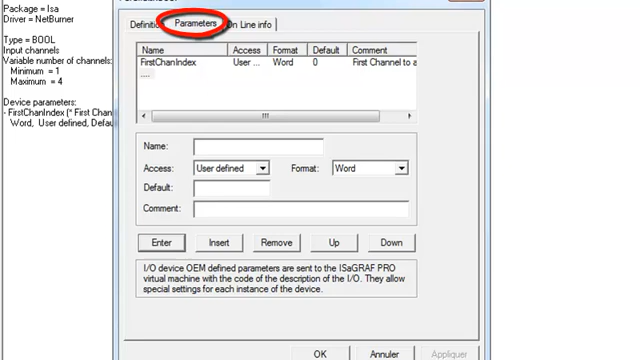 Package = Isa
Driver = NetBurner
Type = BOOL
Input channels
Variable number of channels:
Minimum = 1
Maximum = 4
Device parameters:
- FirstChanIndex (* First Chan
Word, User defined, Defau
Definition
Parameters
On Line info
Name Access Format Default Comment
FirstChanIndex User ... Word 0 First Channel to a
....
Name:
Access: User defined Format: Word
Default:
Comment:
Enter Insert Remove Up Down
I/O device OEM defined parameters are sent to the ISaGRAF PRO
virtual machine with the code of the description of the I/O. They allow
special settings for each instance of the device.
OK Annuler Appliquer